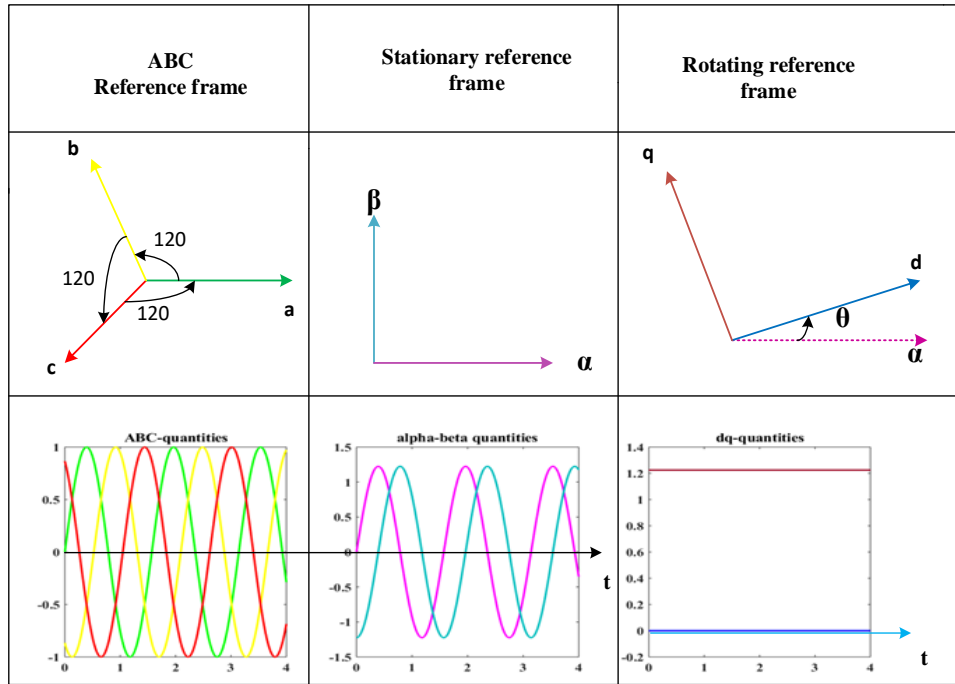 ABC
Reference frame
Stationary reference
frame
Rotating reference
frame
b
120
120
120
a
c
β
α
q
d
θ
α
ABC-quantities
1
0.5
0
-0.5
-1
0
1
2
3
4
alpha-beta quantities
1.5
1
0.5
0
-0.5
-1
-1.5
0
1
2
3
4
t
dq-quantities
1.4
1.2
1
0.8
0.6
0.4
0.2
0
-0.2
0
1
2
3
4
t